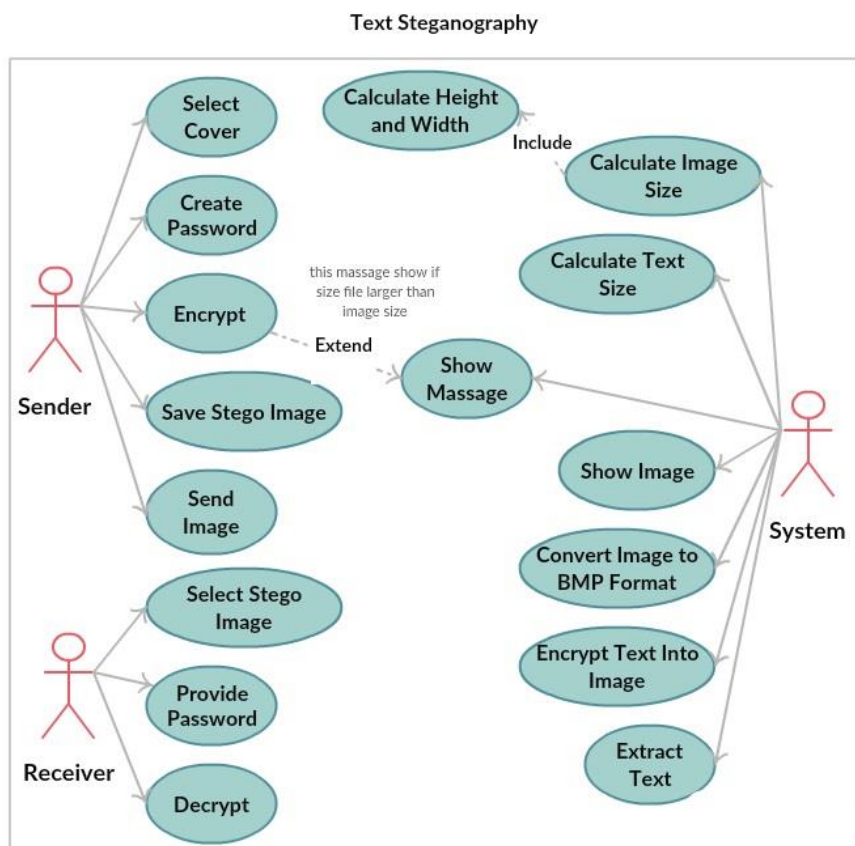 Text Steganography
Select
Cover
Calculate Height
and Width
Include
Calculate Image
Size
Create
Password
Calculate Text
Size
this massage show if
size file larger than
image size
Encrypt
Extend
Show
Massage
Sender
Save Stego Image
Show Image
System
Send
Image
Convert Image to
BMP Format
Select Stego
Image
Encrypt Text Into
Image
Provide
Password
Extract
Text
Receiver
Decrypt